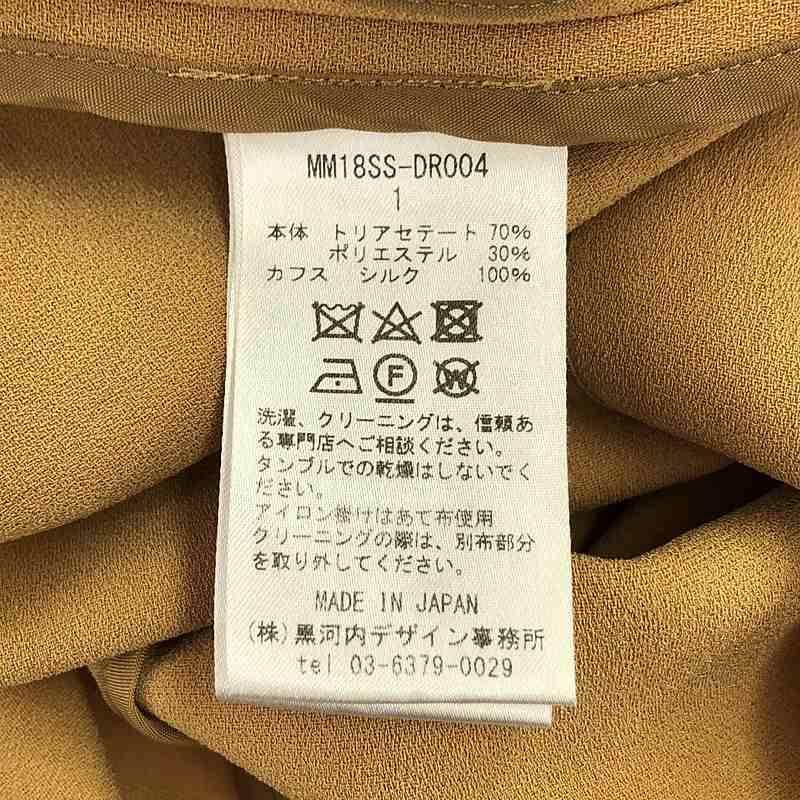 MM18SS-DR004
1
本体 トリアセテート 70%
ポリエステル 30%
カフス シルク 100%
F W
洗濯、クリーニングは、信頼あ
る専門店へご相談ください。
タンブルでの乾燥はしないでく
ださい。
アイロン掛けはあて布使用
クリーニングの際は、別布部分
を取り外してください。
MADE IN JAPAN
(株)黒河内デザイン事務所
tel 03-6379-0029